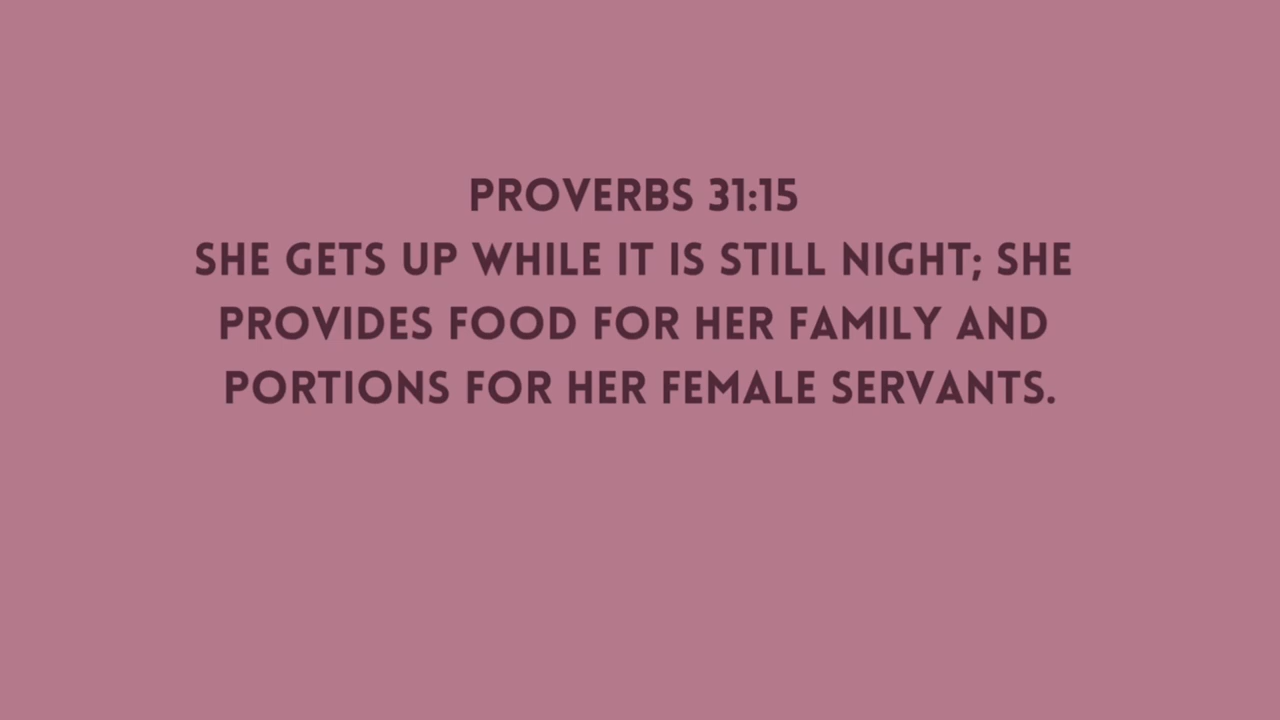 PROVERBS 31:15
SHE GETS UP WHILE IT IS STILL NIGHT; SHE
PROVIDES FOOD FOR HER FAMILY AND
PORTIONS FOR HER FEMALE SERVANTS.